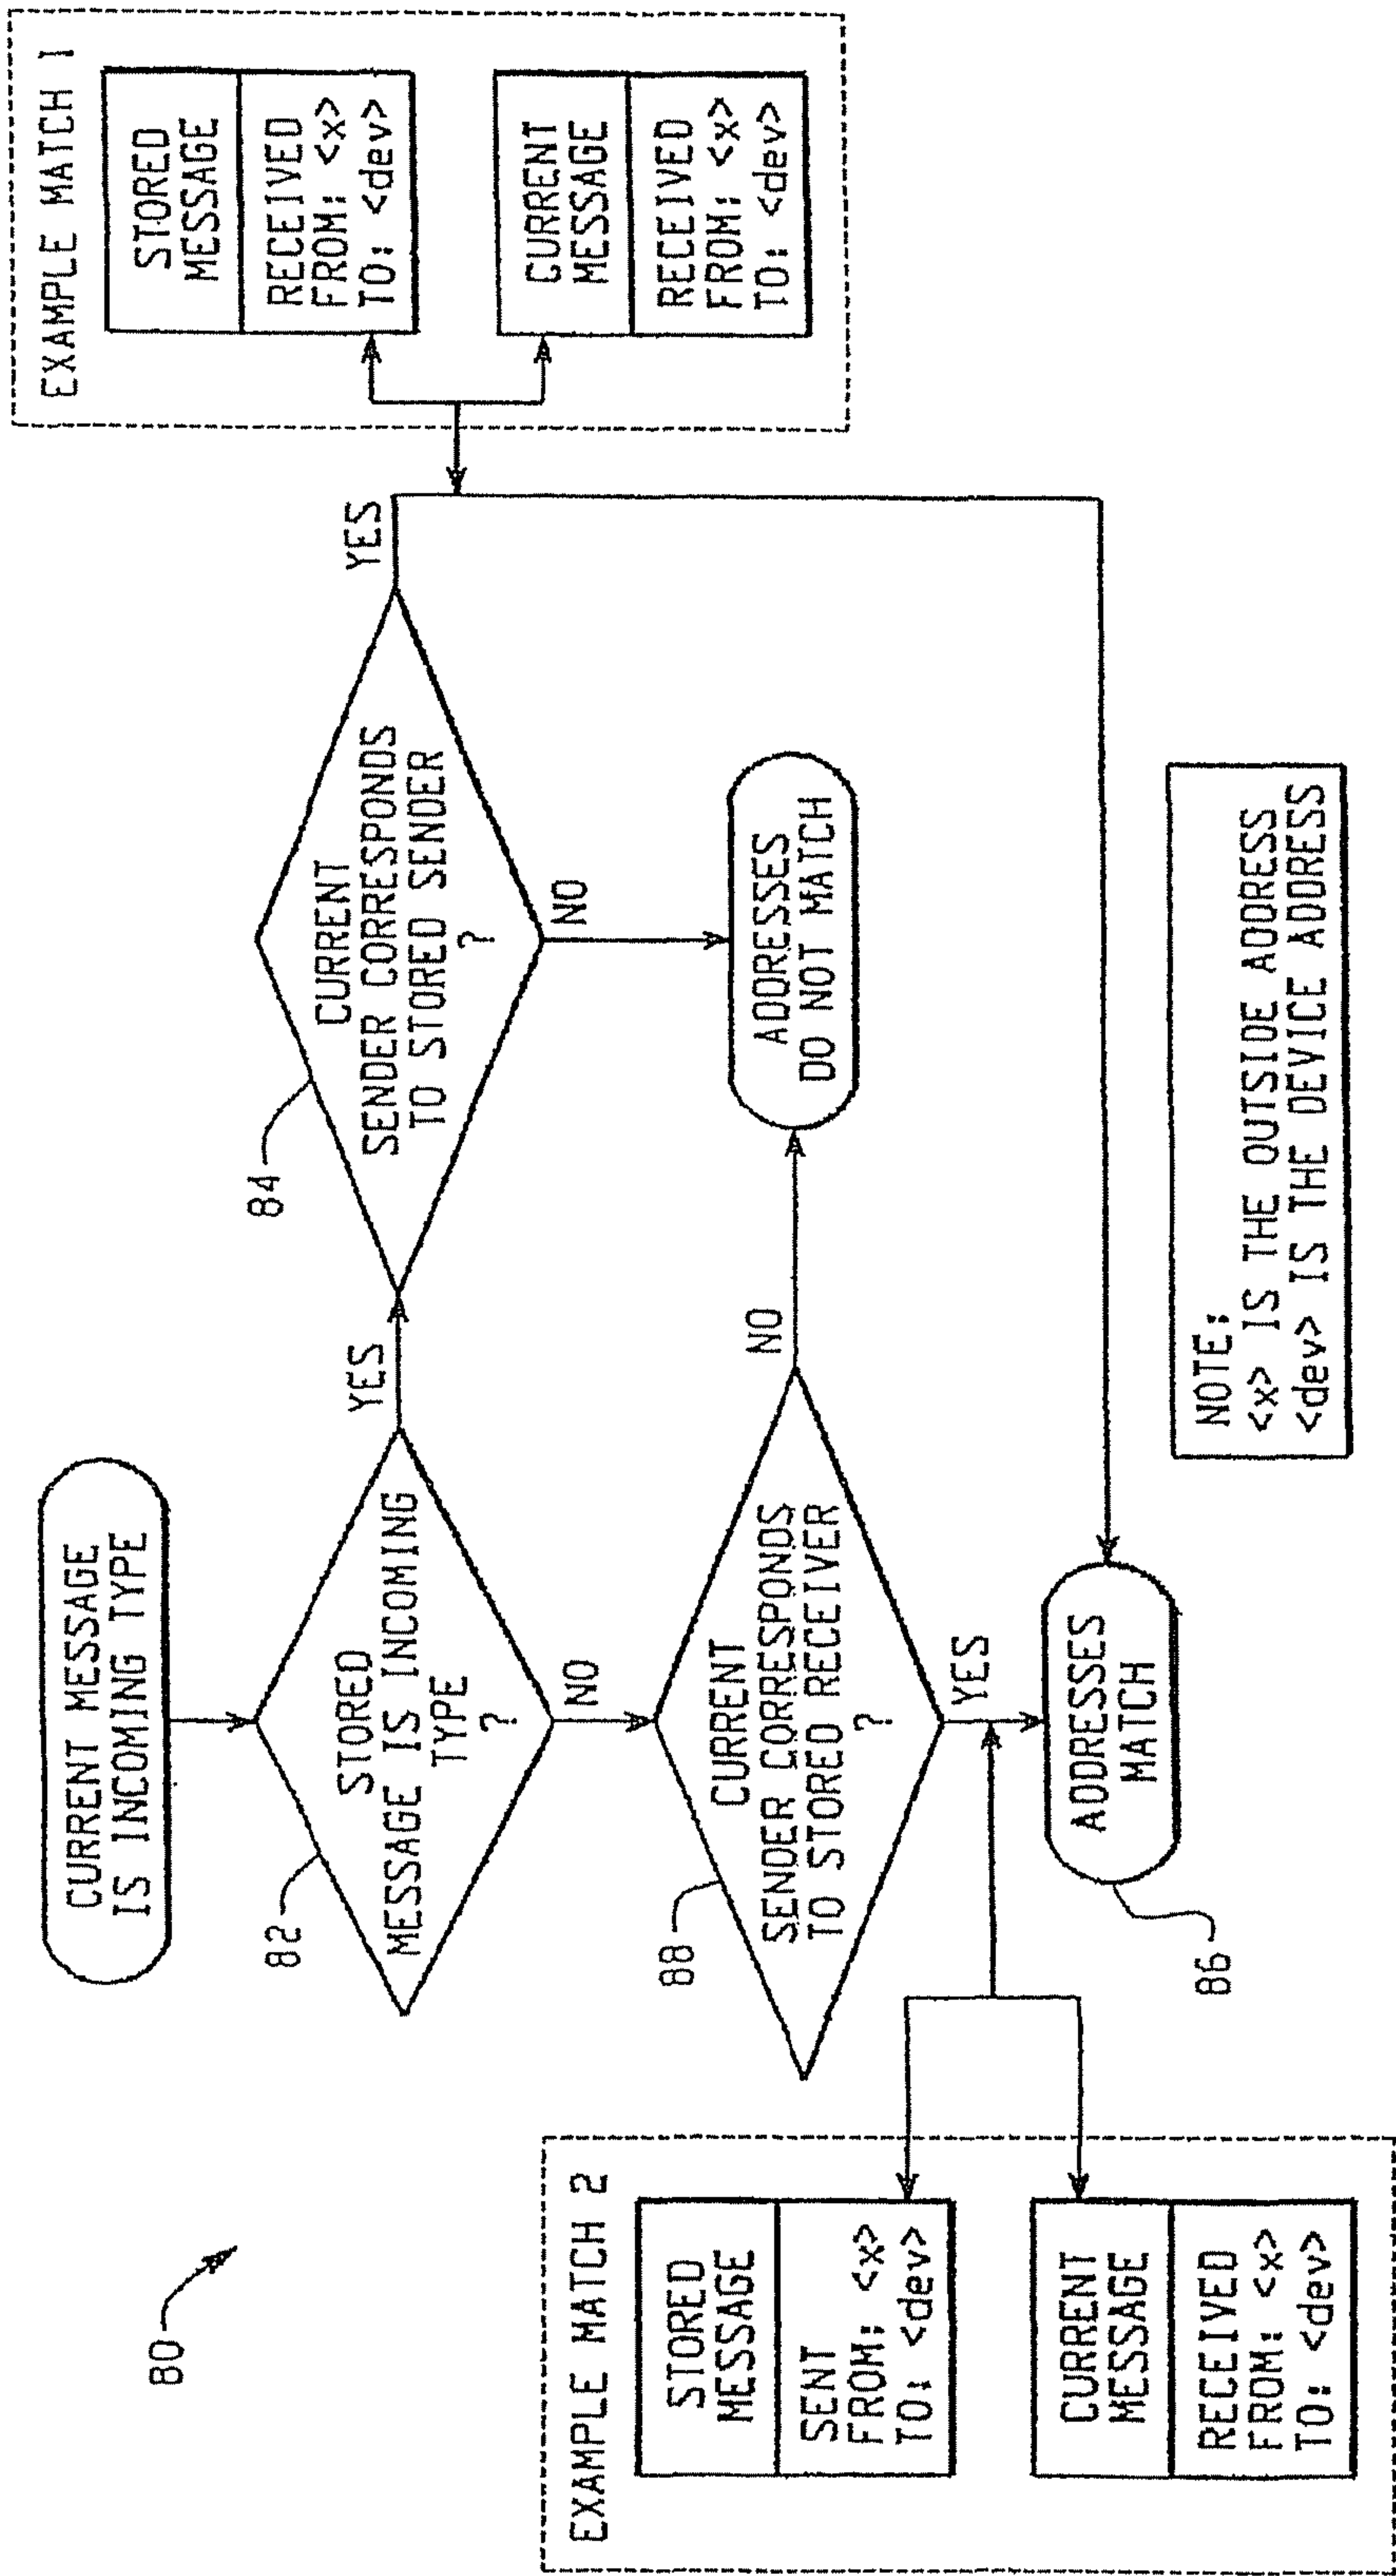 80
CURRENT MESSAGE
IS INCOMING TYPE
82
STORED
MESSAGE IS INCOMING
TYPE
?
YES
NO
84
CURRENT
SENDER CORRESPONDS
TO STORED SENDER
?
YES
NO
EXAMPLE MATCH 1
STORED
MESSAGE
RECEIVED
FROM: <x>
TO: <dev>
CURRENT
MESSAGE
RECEIVED
FROM: <x>
TO: <dev>
88
CURRENT
SENDER CORRESPONDS
TO STORED RECEIVER
?
NO
YES
ADDRESSES
DO NOT MATCH
EXAMPLE MATCH 2
STORED
MESSAGE
SENT
FROM: <x>
TO: <dev>
CURRENT
MESSAGE
RECEIVED
FROM: <x>
TO: <dev>
ADDRESSES
MATCH
86
NOTE:
<x> IS THE OUTSIDE ADDRESS
<dev> IS THE DEVICE ADDRESS